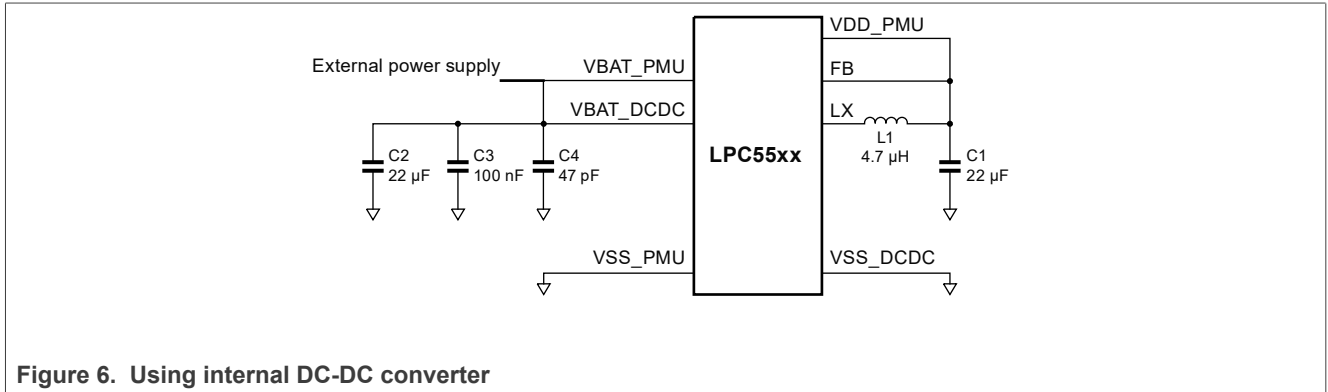 External power supply
VBAT_PMU
VBAT_DCDC
VDD_PMU
FB
LX
L1
4.7 µH
LPC55xx
C2
22 µF
C3
100 nF
C4
47 pF
C1
22 µF
VSS_PMU
VSS_DCDC
Figure 6. Using internal DC-DC converter